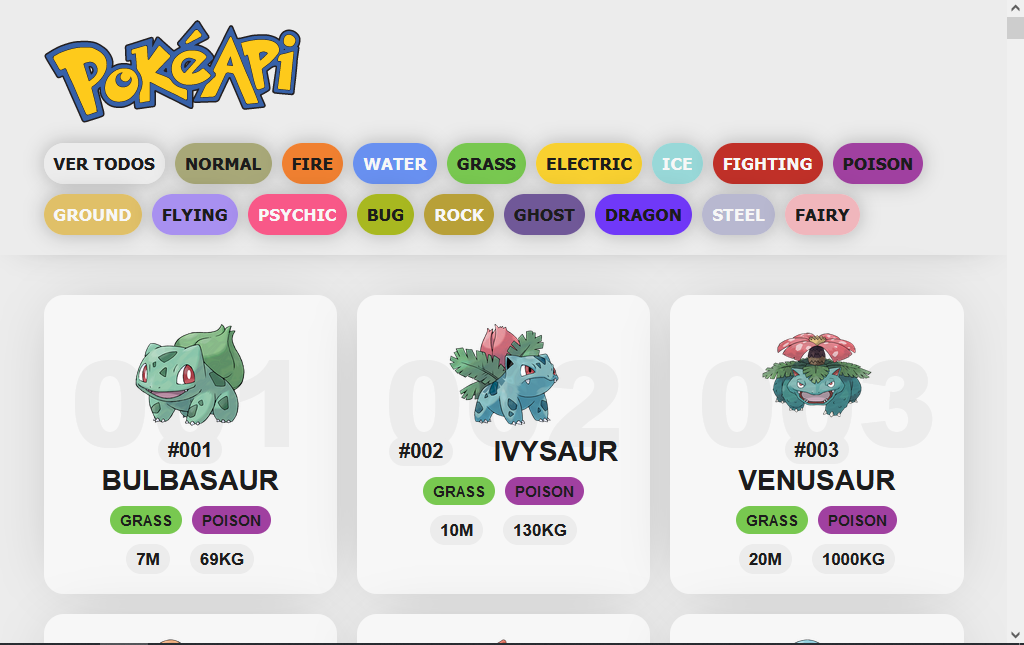 PokéApi
VER TODOS NORMAL FIRE WATER GRASS ELECTRIC ICE FIGHTING POISON
GROUND FLYING PSYCHIC BUG ROCK GHOST DRAGON STEEL FAIRY
001
#001
BULBASAUR
GRASS POISON
7M 69KG
002
#002 IVYSAUR
GRASS POISON
10M 130KG
003
#003
VENUSAUR
GRASS POISON
20M 1000KG